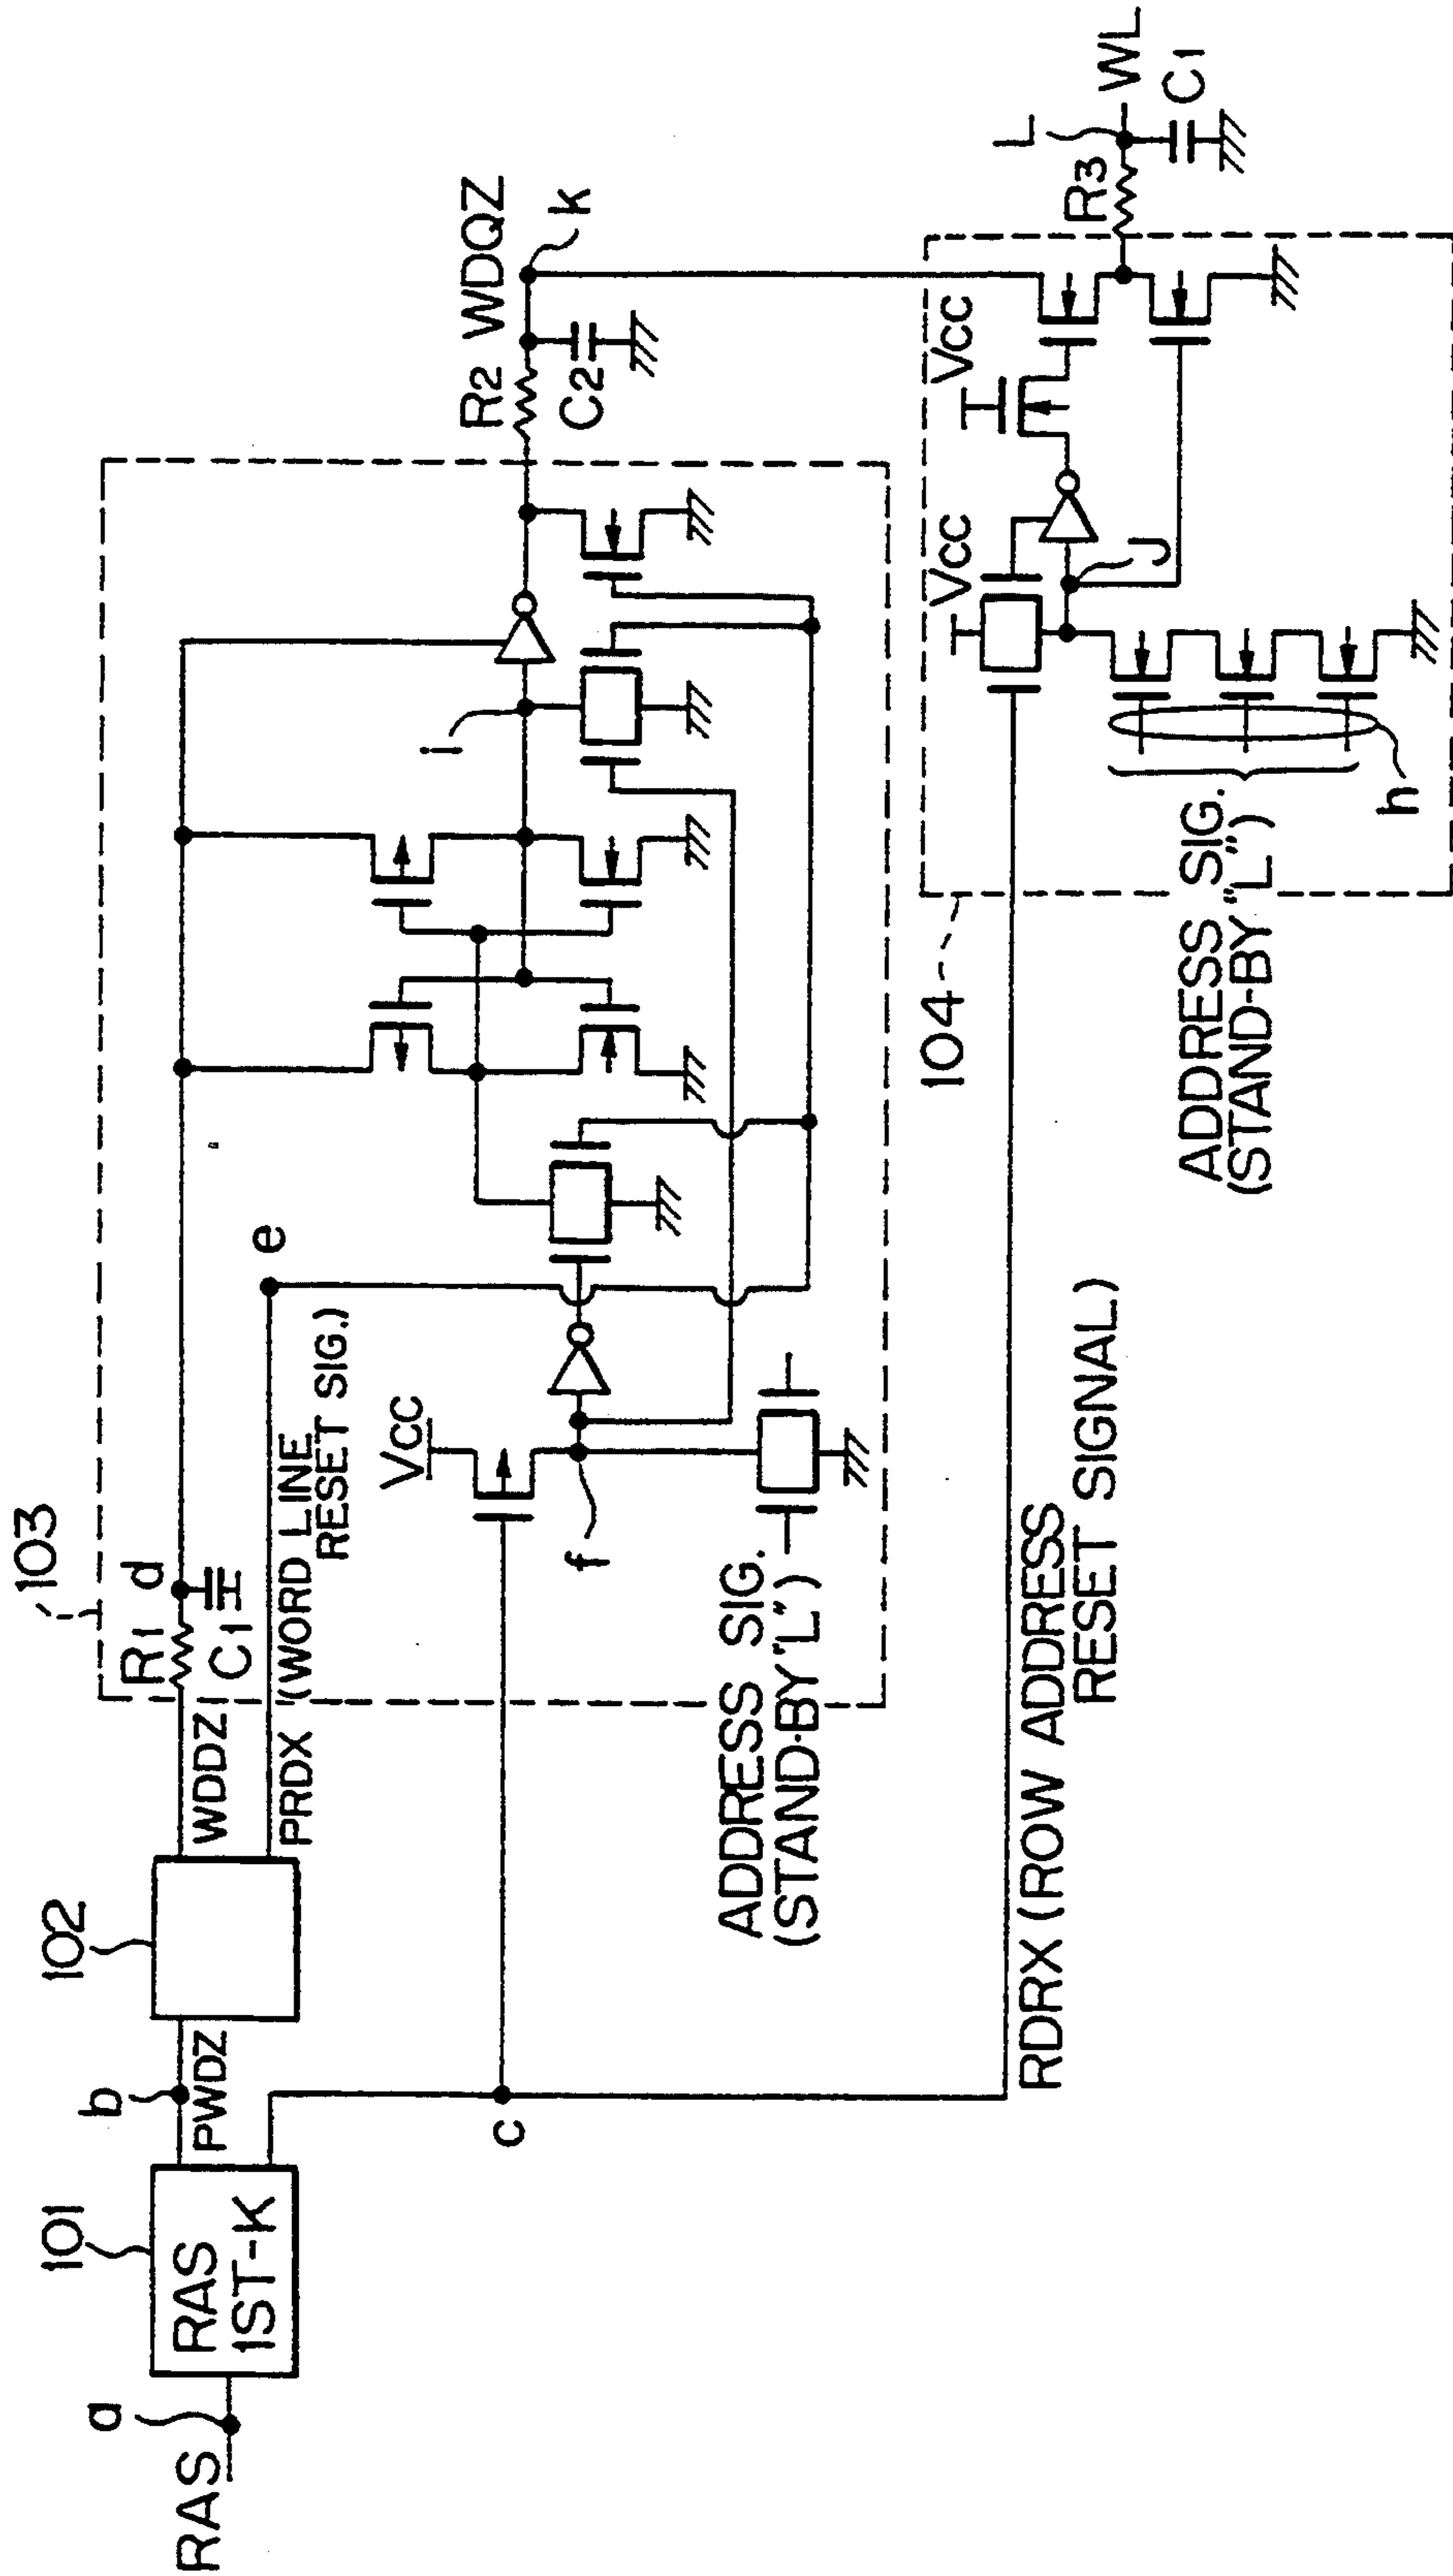 103
R1
d
C1
WDDZ
PRDX
(WORD LINE
RESET SIG.)
e
102
b
PWDZ
101
RAS
1ST-K
a
RAS
c
Vcc
f
ADDRESS SIG.
(STAND-BY "L")
i
R2
WDQZ
C2
k
RDRX (ROW ADDRESS
RESET SIGNAL)
104
Vcc
Vcc
J
ADDRESS SIG.
(STAND-BY "L")
h
R3
L
WL
C1